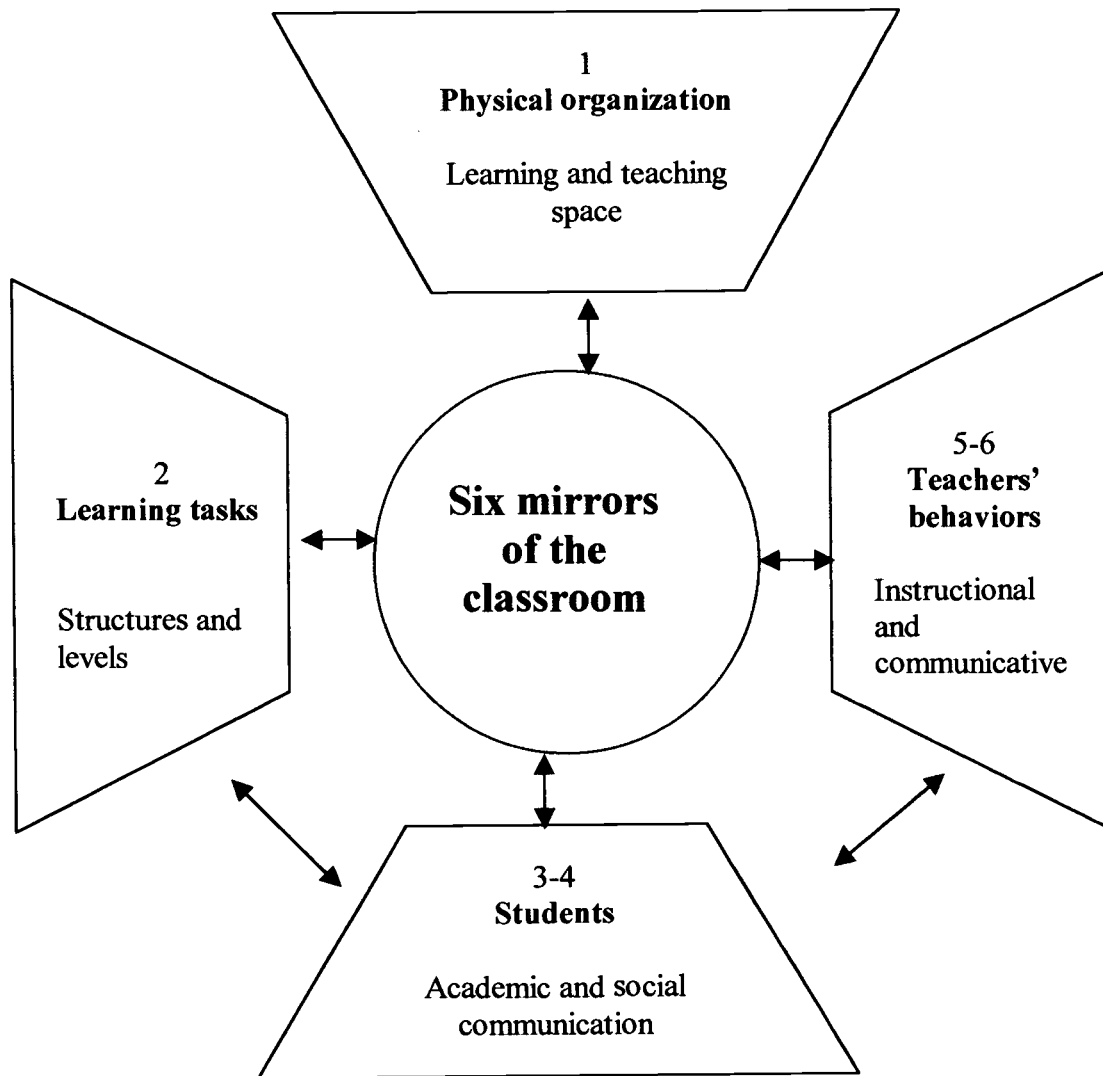 1
Physical organization
Learning and teaching
space
2
Learning tasks
Structures and
levels
Six mirrors
of the
classroom
5-6
Teachers’
behaviors
Instructional
and
communicative
3-4
Students
Academic and social
communication